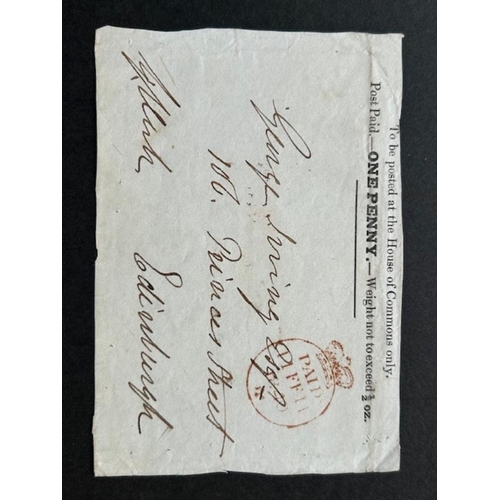 To be posted at the House of Commons only.
Post Paid.—ONE PENNY.—Weight not to exceed ½ oz.
PAID
George Irving Esqr
106. Princes Street
Edinburgh